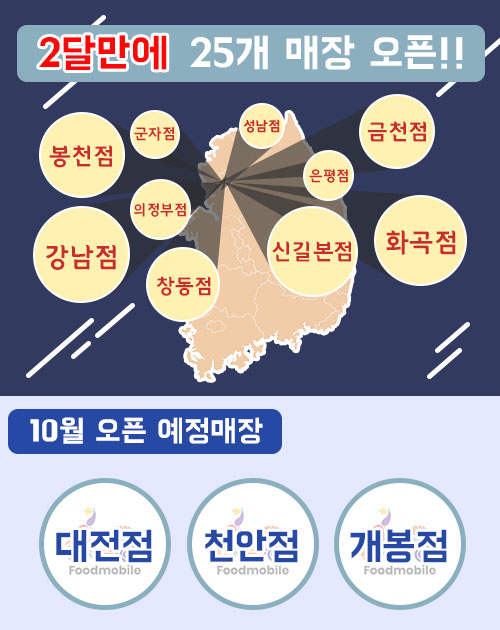 2달만에 25개 매장 오픈!!
군자점
성남점
금천점
봉천점
은평점
의정부점
강남점
신길본점
화곡점
창동점
10월 오픈 예정매장
대전점
Foodmobile
천안점
Foodmobile
개봉점
Foodmobile